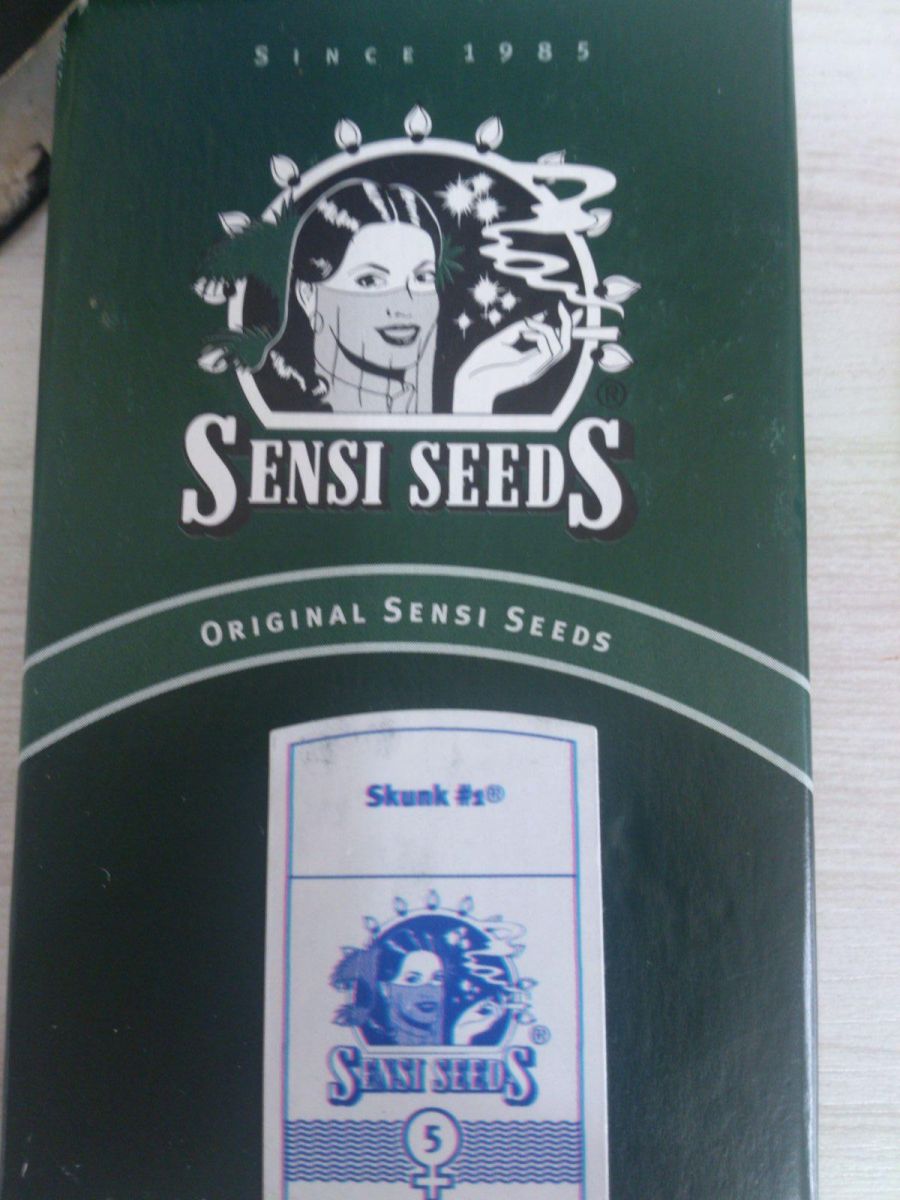 SINCE 1985
®
SENSI SEEDS
ORIGINAL SENSI SEEDS
Skunk #1®
®
SENSI SEEDS
5